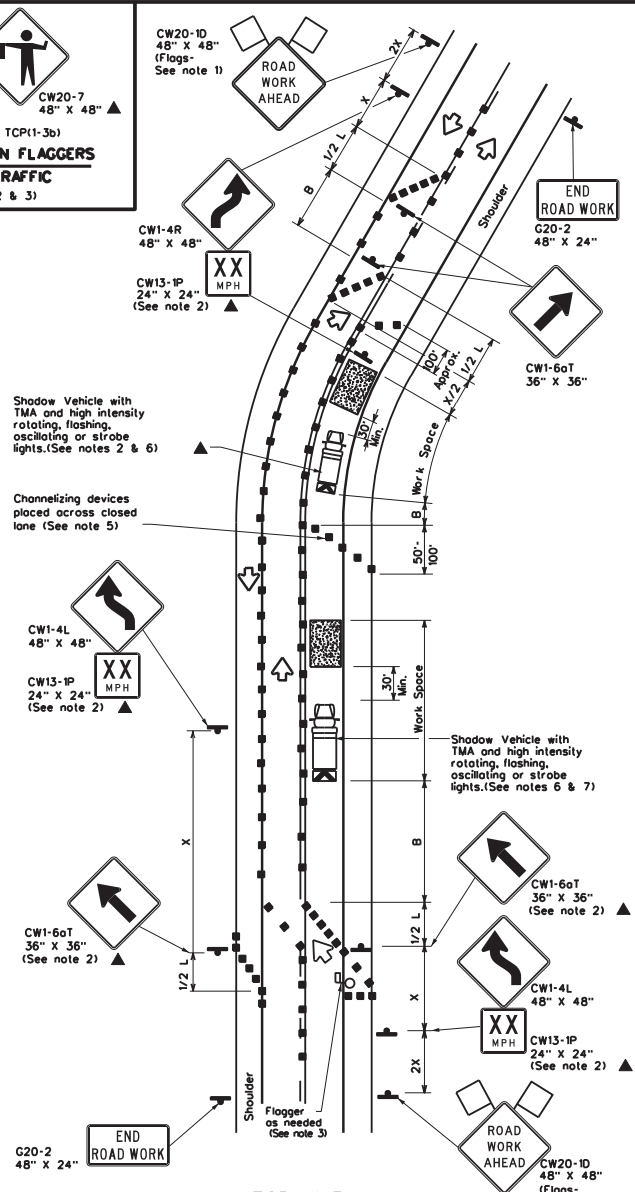 CW20-7
48" X 48"
TCP(1-3b)
N FLAGGERS
RAFFIC
& 3)
CW20-1D
48" X 48"
(Flags-
See note 1)
ROAD
WORK
AHEAD
2X
X
1/2 L
B
CW1-4R
48" X 48"
XX
MPH
CW13-1P
24" X 24"
(See note 2)
Shoulder
END
ROAD WORK
G20-2
48" X 24"
CW1-6aT
36" X 36"
100'
Approx.
1/2 L
X/2
30'
Min.
Work Space
B
50'-
100'
Shadow Vehicle with
TMA and high intensity
rotating, flashing,
oscillating or strobe
lights.(See notes 2 & 6)
Channelizing devices
placed across closed
lane (See note 5)
CW1-4L
48" X 48"
XX
MPH
CW13-1P
24" X 24"
(See note 2)
X
30'
Min.
Work Space
Shadow Vehicle with
TMA and high intensity
rotating, flashing,
oscillating or strobe
lights.(See notes 6 & 7)
B
CW1-6aT
36" X 36"
(See note 2)
1/2 L
CW1-6aT
36" X 36"
(See note 2)
1/2 L
X
CW1-4L
48" X 48"
XX
MPH
CW13-1P
24" X 24"
(See note 2)
2X
Shoulder
Flagger
as needed
(See note 3)
END
ROAD WORK
G20-2
48" X 24"
ROAD
WORK
AHEAD
CW20-1D
48" X 48"
(Flags-